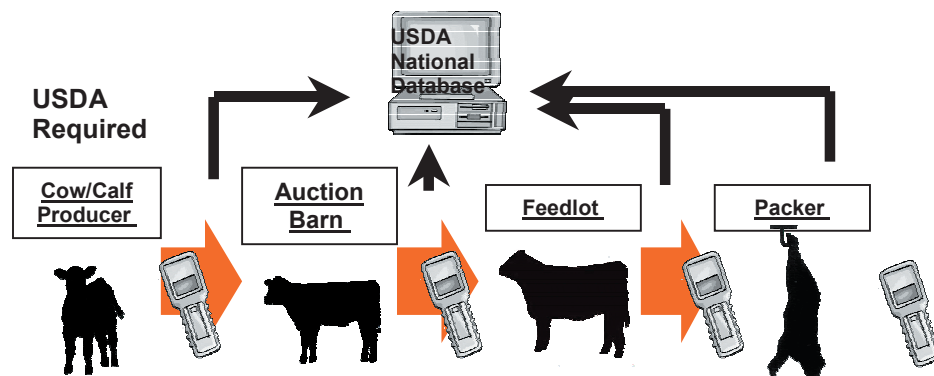 USDA
National
Database
USDA
Required
Cow/Calf
Producer
Auction
Barn
Feedlot
Packer